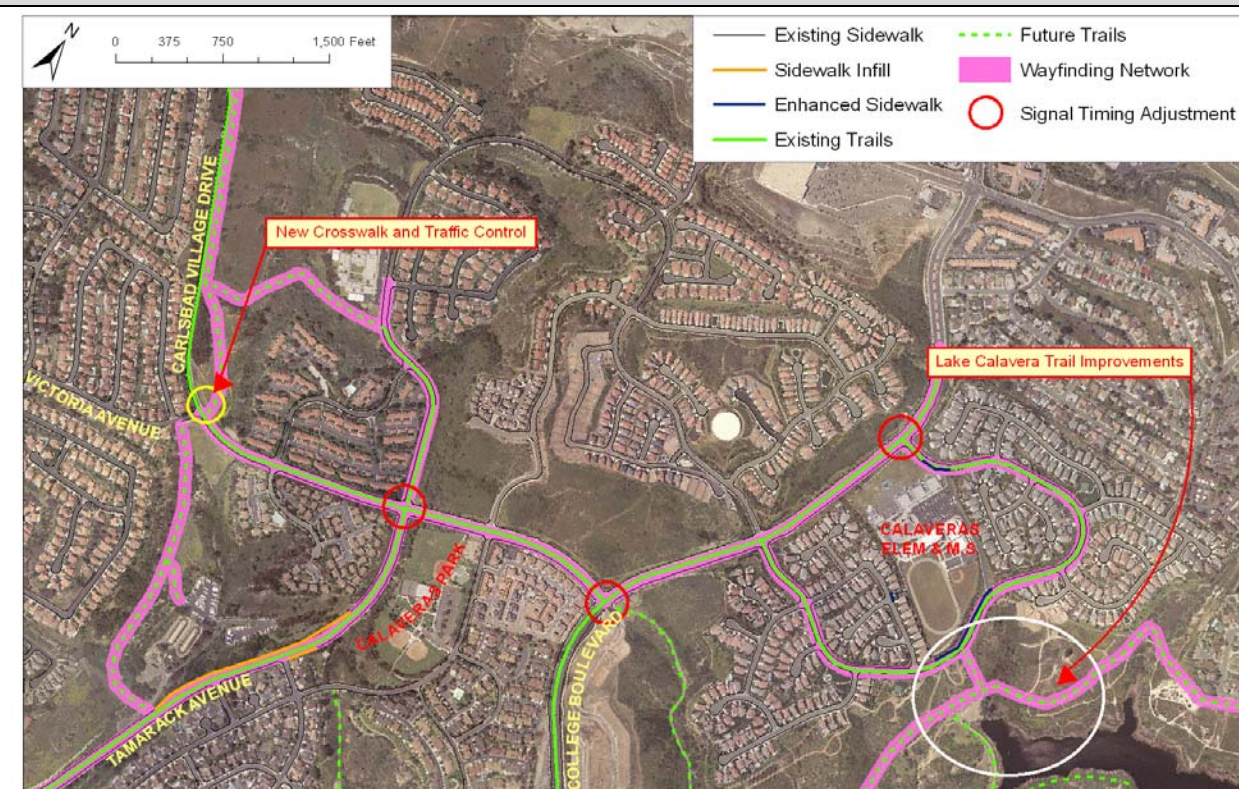 N
0 375 750 1,500 Feet
Existing Sidewalk
Sidewalk Infill
Enhanced Sidewalk
Existing Trails
Future Trails
Wayfinding Network
Signal Timing Adjustment
CARLSBAD VILLAGE DRIVE
New Crosswalk and Traffic Control
VICTORIA AVENUE
Lake Calavera Trail Improvements
CALAVERAS
ELEM & M.S.
CALAVERAS PARK
TAMARACK AVENUE
COLLEGE BOULEVARD